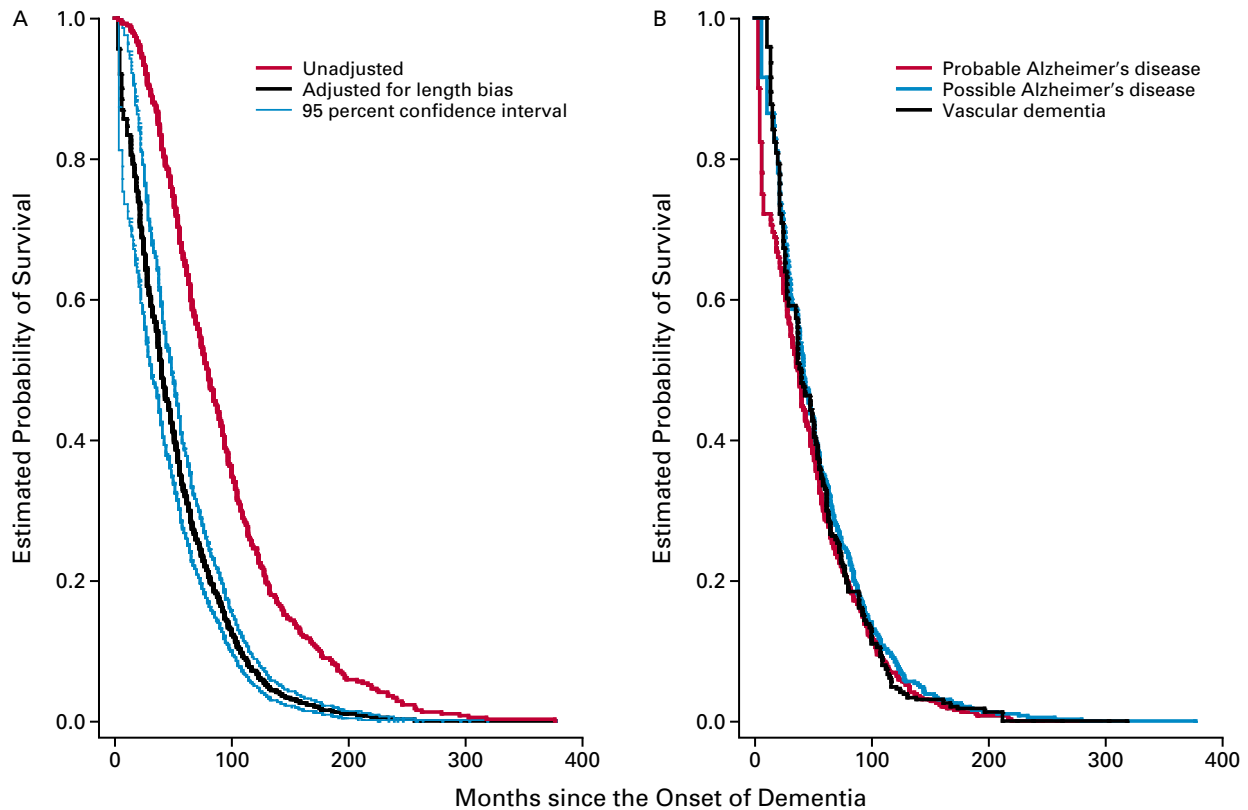 A
Unadjusted
Adjusted for length bias
95 percent confidence interval
Estimated Probability of Survival
1.0
0.8
0.6
0.4
0.2
0.0
0 100 200 300 400
B
Probable Alzheimer’s disease
Possible Alzheimer’s disease
Vascular dementia
Estimated Probability of Survival
1.0
0.8
0.6
0.4
0.2
0.0
0 100 200 300 400
Months since the Onset of Dementia